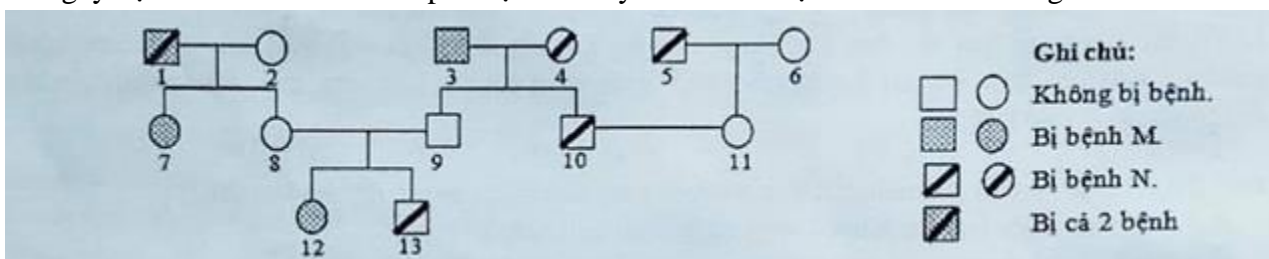 1 2 3 4 5 6
7 8 9 10 11
12 13
Ghi chú:
Không bị bệnh.
Bị bệnh M.
Bị bệnh N.
Bị cả 2 bệnh